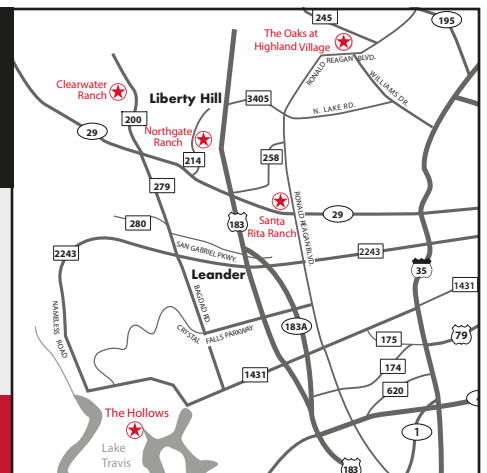 245
195
The Oaks at
Highland Village
RONALD REAGAN BLVD.
WILLIAMS DR.
Clearwater
Ranch
Liberty Hill
3405
N. LAKE RD.
200
29
Northgate
Ranch
214
258
279
RONALD REAGAN BLVD.
Santa
Rita Ranch
29
280
183
SAN GABRIEL PKWY.
2243
2243
Leander
35
BAGDAD RD.
1431
NAMELESS ROAD
CRYSTAL FALLS PARKWAY
183A
175
79
1431
174
620
The Hollows
1
Lake
Travis
183